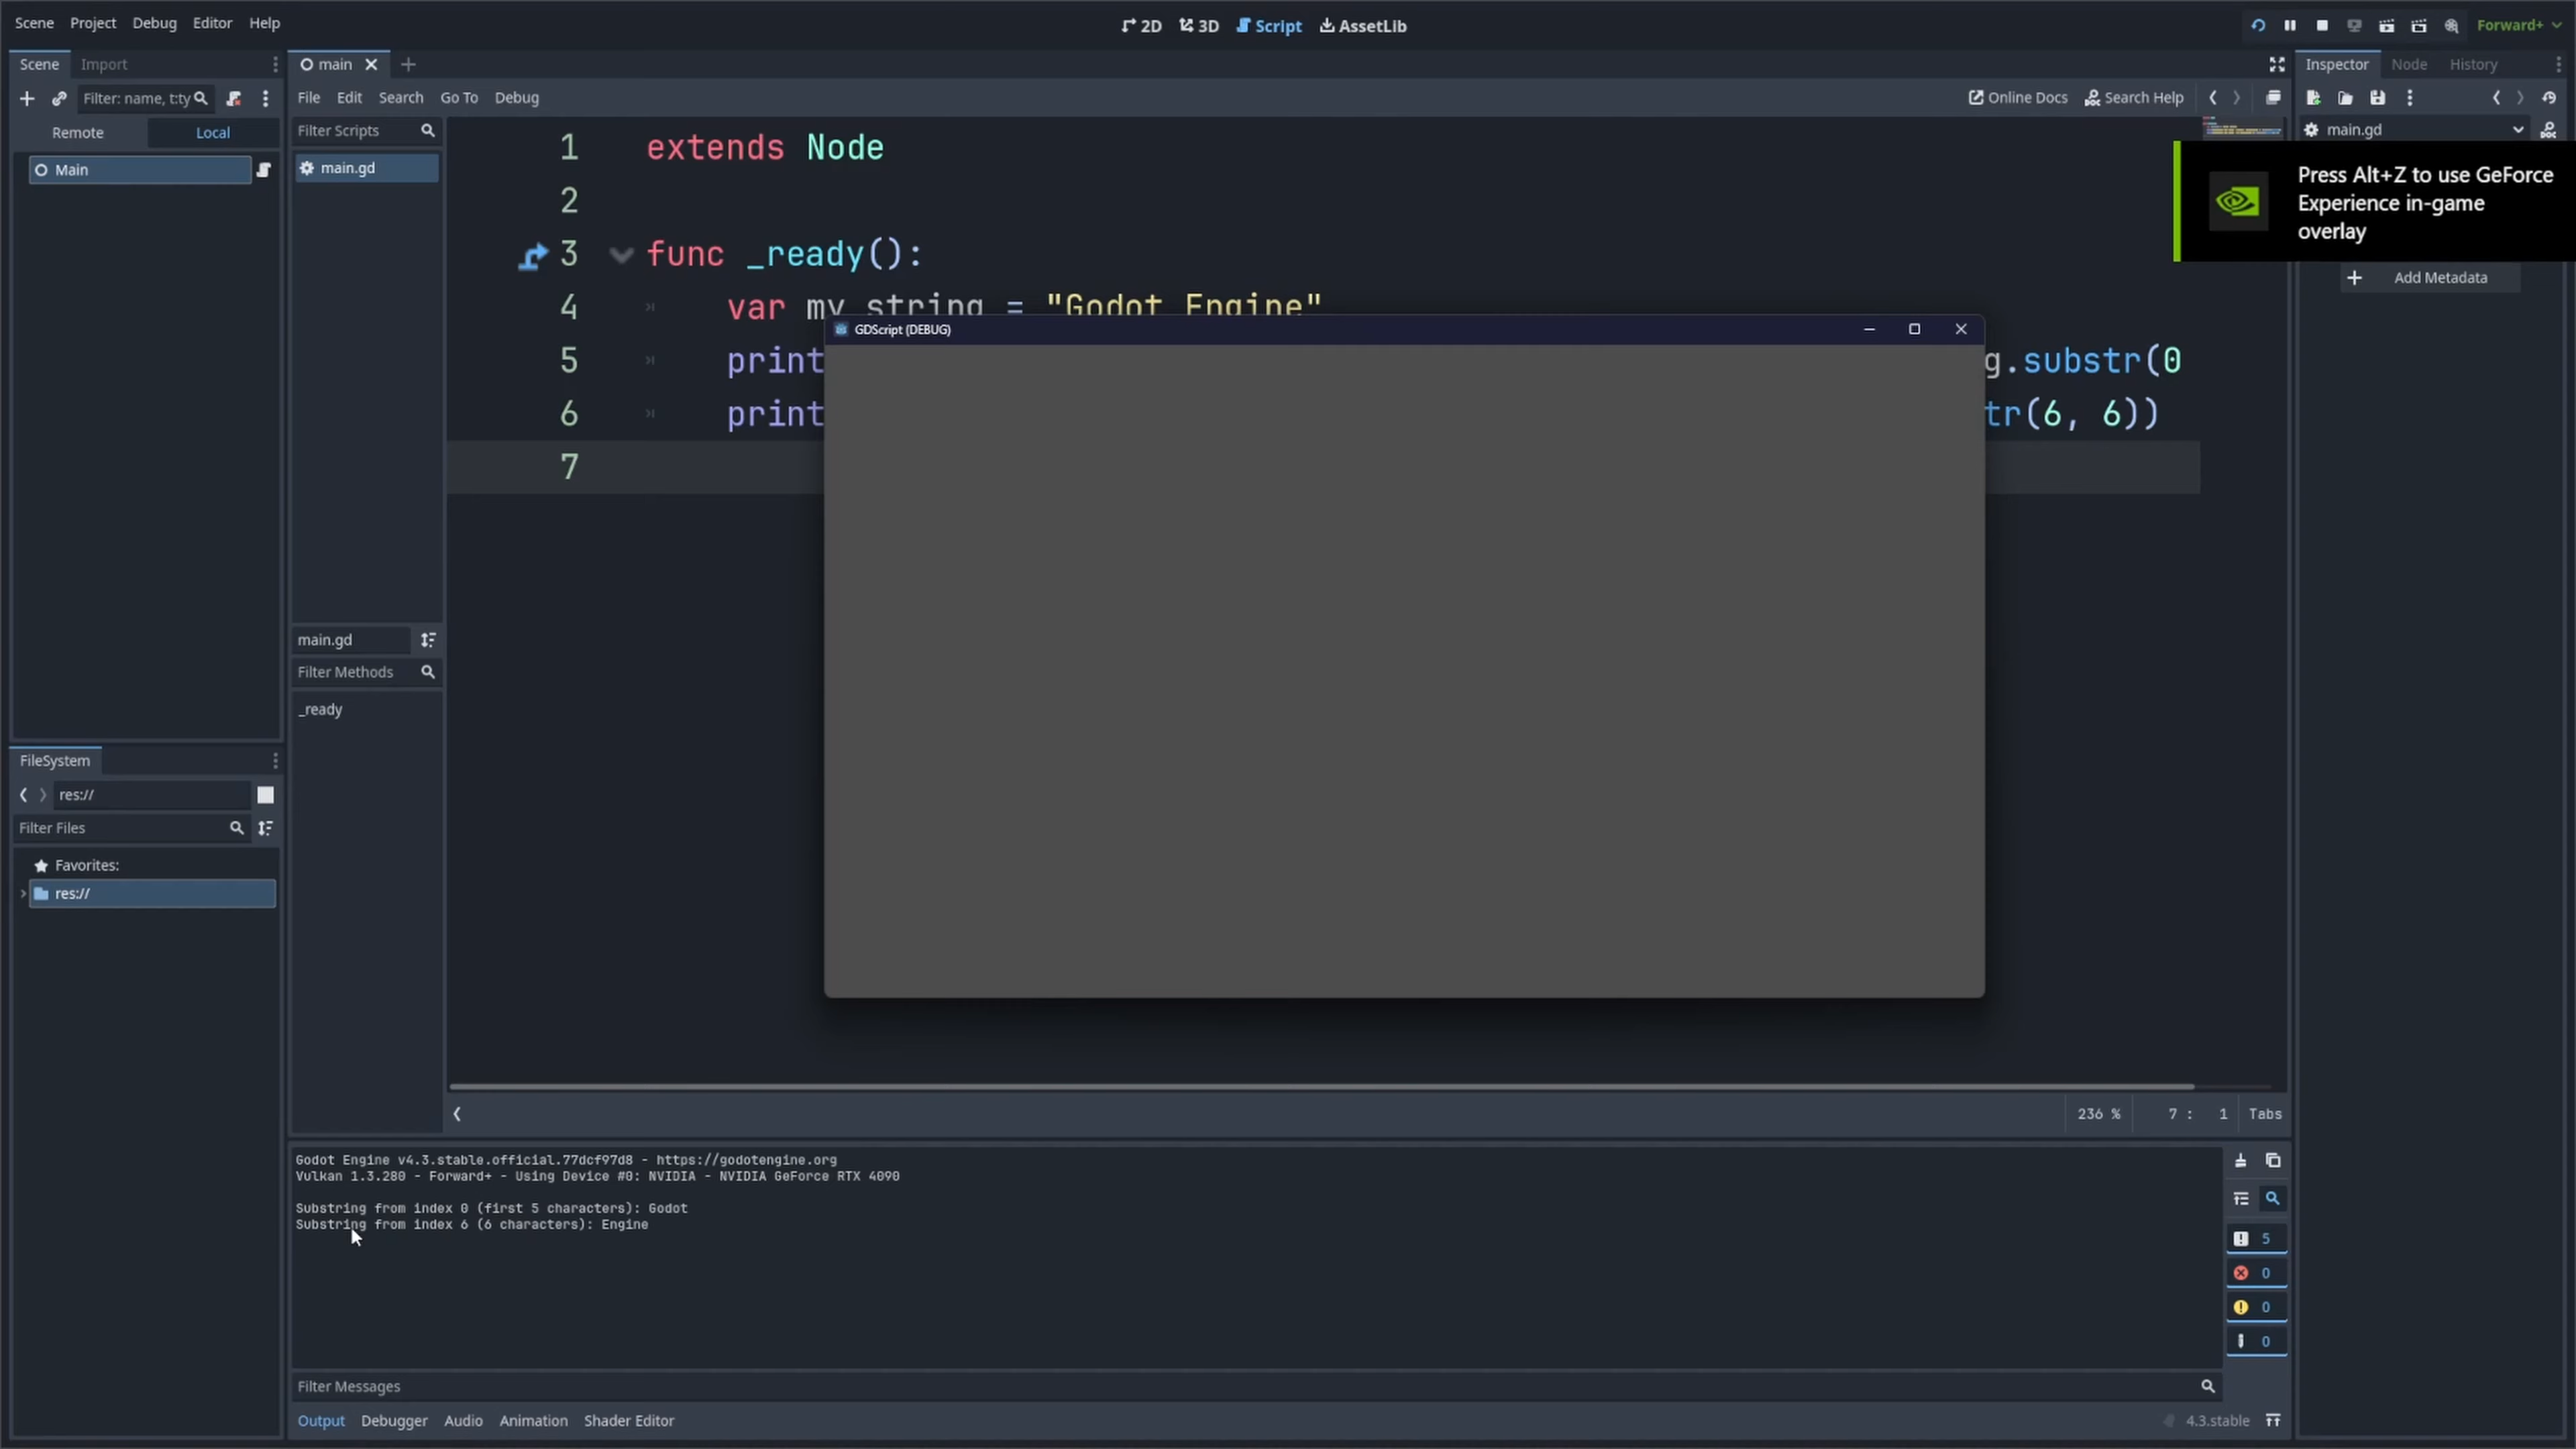 Scene Project Debug Editor Help
2D 3D Script AssetLib
Forward+
Scene Import
Filter: name, t:ty
Remote Local
Main
main
File Edit Search Go To Debug
Online Docs Search Help
Filter Scripts
main.gd
main.gd
Filter Methods
_ready
1 extends Node
2
3 func _ready():
4 var my_string = "Godot Engine"
5 print g.substr(0
6 print tr(6, 6))
7
GDScript (DEBUG)
236 % 7 : 1 Tabs
Inspector Node History
main.gd
Press Alt+Z to use GeForce
Experience in-game
overlay
Add Metadata
FileSystem
res://
Filter Files
Favorites:
res://
Godot Engine v4.3.stable.official.77dcf97d8 - https://godotengine.org
Vulkan 1.3.280 - Forward+ - Using Device #0: NVIDIA - NVIDIA GeForce RTX 4090
Substring from index 0 (first 5 characters): Godot
Substring from index 6 (6 characters): Engine
5
0
0
0
Filter Messages
Output Debugger Audio Animation Shader Editor
4.3.stable